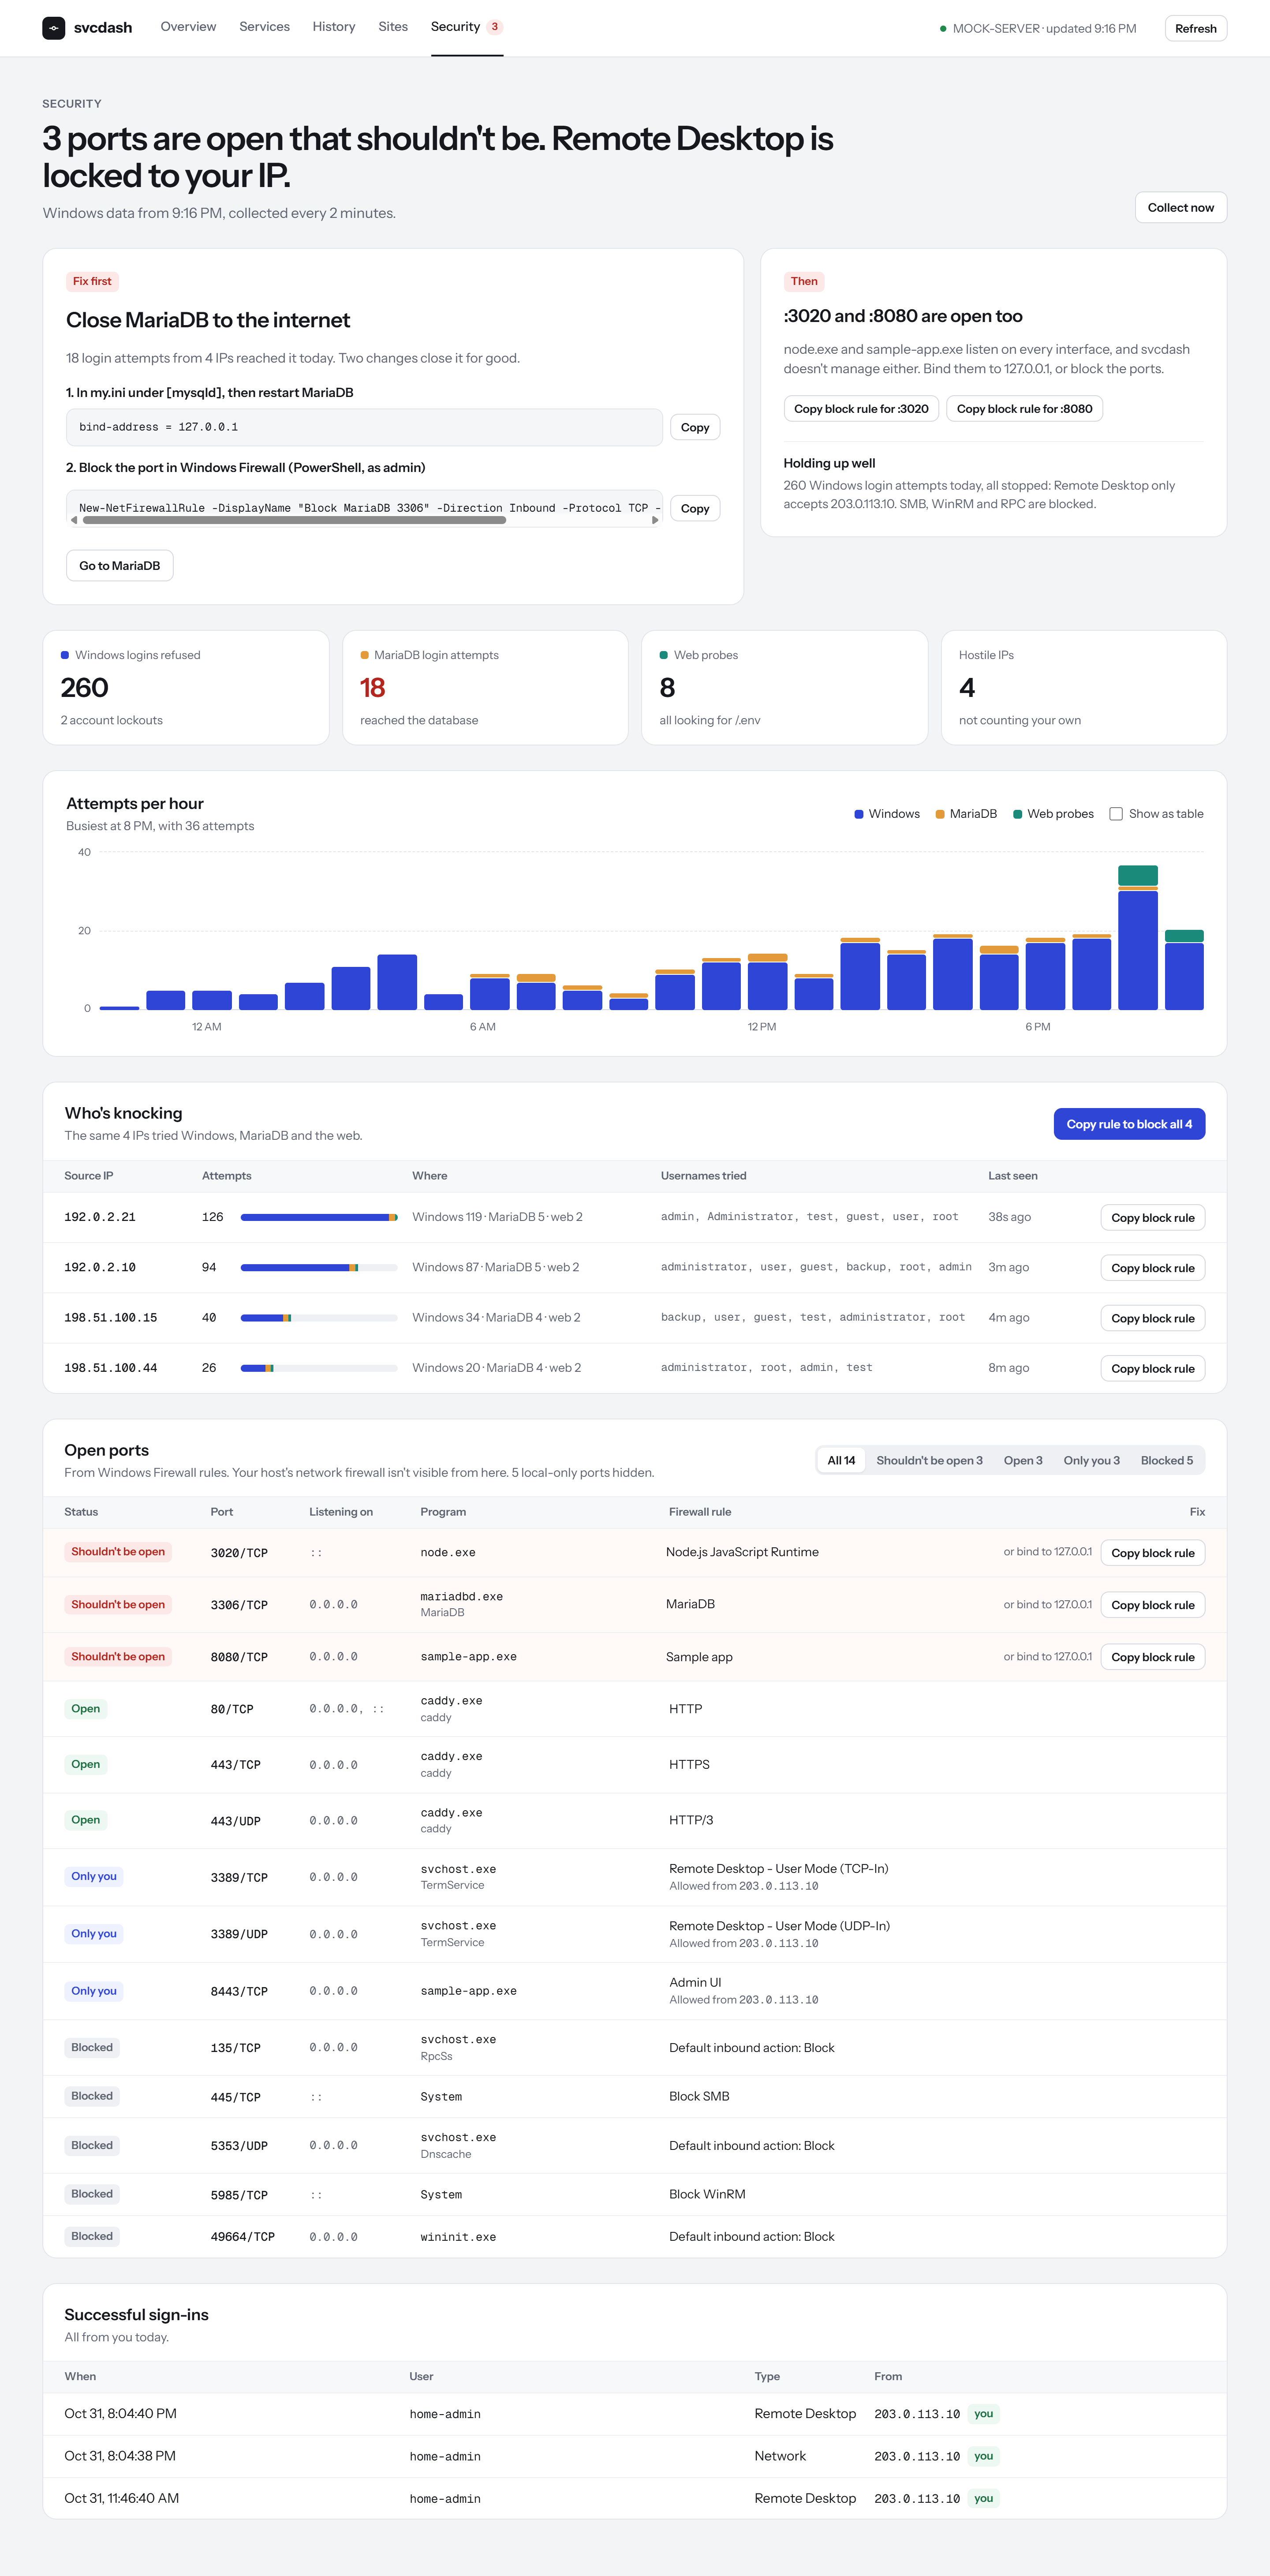 svcdash
Overview
Services
History
Sites
Security 3
MOCK-SERVER · updated 9:16 PM
Refresh
SECURITY
3 ports are open that shouldn't be. Remote Desktop is
locked to your IP.
Windows data from 9:16 PM, collected every 2 minutes.
Collect now
Fix first
Close MariaDB to the internet
18 login attempts from 4 IPs reached it today. Two changes close it for good.
1. In my.ini under [mysqld], then restart MariaDB
bind-address = 127.0.0.1
Copy
2. Block the port in Windows Firewall (PowerShell, as admin)
New-NetFirewallRule -DisplayName "Block MariaDB 3306" -Direction Inbound -Protocol TCP -
Copy
Go to MariaDB
Then
:3020 and :8080 are open too
node.exe and sample-app.exe listen on every interface, and svcdash
doesn't manage either. Bind them to 127.0.0.1, or block the ports.
Copy block rule for :3020
Copy block rule for :8080
Holding up well
260 Windows login attempts today, all stopped: Remote Desktop only
accepts 203.0.113.10. SMB, WinRM and RPC are blocked.
Windows logins refused
260
2 account lockouts
MariaDB login attempts
18
reached the database
Web probes
8
all looking for /.env
Hostile IPs
4
not counting your own
Attempts per hour
Busiest at 8 PM, with 36 attempts
Windows
MariaDB
Web probes
Show as table
40
20
0
12 AM
6 AM
12 PM
6 PM
Who's knocking
The same 4 IPs tried Windows, MariaDB and the web.
Copy rule to block all 4
Source IP Attempts Where Usernames tried Last seen
192.0.2.21 126 Windows 119 · MariaDB 5 · web 2 admin, Administrator, test, guest, user, root 38s ago Copy block rule
192.0.2.10 94 Windows 87 · MariaDB 5 · web 2 administrator, user, guest, backup, root, admin 3m ago Copy block rule
198.51.100.15 40 Windows 34 · MariaDB 4 · web 2 backup, user, guest, test, administrator, root 4m ago Copy block rule
198.51.100.44 26 Windows 20 · MariaDB 4 · web 2 administrator, root, admin, test 8m ago Copy block rule
Open ports
From Windows Firewall rules. Your host's network firewall isn't visible from here. 5 local-only ports hidden.
All 14 Shouldn't be open 3 Open 3 Only you 3 Blocked 5
Status Port Listening on Program Firewall rule Fix
Shouldn't be open 3020/TCP :: node.exe Node.js JavaScript Runtime or bind to 127.0.0.1 Copy block rule
Shouldn't be open 3306/TCP 0.0.0.0 mariadbd.exe MariaDB or bind to 127.0.0.1 Copy block rule
MariaDB
Shouldn't be open 8080/TCP 0.0.0.0 sample-app.exe Sample app or bind to 127.0.0.1 Copy block rule
Open 80/TCP 0.0.0.0, :: caddy.exe HTTP
caddy
Open 443/TCP 0.0.0.0 caddy.exe HTTPS
caddy
Open 443/UDP 0.0.0.0 caddy.exe HTTP/3
caddy
Only you 3389/TCP 0.0.0.0 svchost.exe Remote Desktop - User Mode (TCP-In)
TermService Allowed from 203.0.113.10
Only you 3389/UDP 0.0.0.0 svchost.exe Remote Desktop - User Mode (UDP-In)
TermService Allowed from 203.0.113.10
Only you 8443/TCP 0.0.0.0 sample-app.exe Admin UI
Allowed from 203.0.113.10
Blocked 135/TCP 0.0.0.0 svchost.exe Default inbound action: Block
RpcSs
Blocked 445/TCP :: System Block SMB
Blocked 5353/UDP 0.0.0.0 svchost.exe Default inbound action: Block
Dnscache
Blocked 5985/TCP :: System Block WinRM
Blocked 49664/TCP 0.0.0.0 wininit.exe Default inbound action: Block
Successful sign-ins
All from you today.
When User Type From
Oct 31, 8:04:40 PM home-admin Remote Desktop 203.0.113.10 you
Oct 31, 8:04:38 PM home-admin Network 203.0.113.10 you
Oct 31, 11:46:40 AM home-admin Remote Desktop 203.0.113.10 you